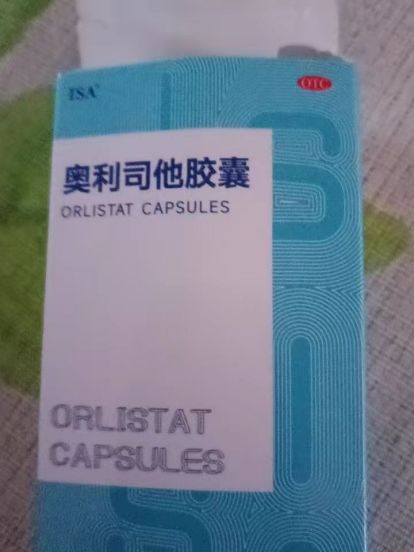 ISA®
OTC
奥利司他胶囊
ORLISTAT CAPSULES
ORLISTAT
CAPSULES